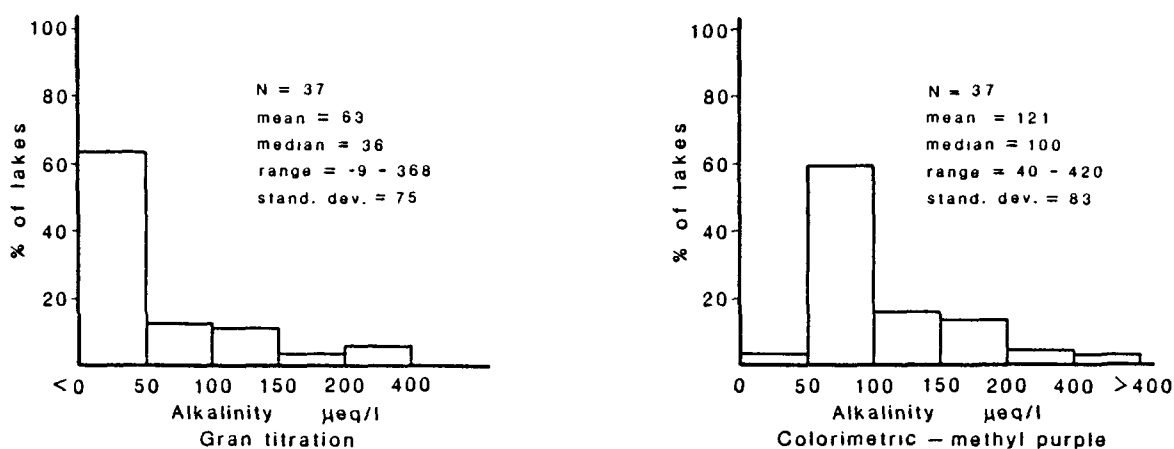 % of lakes
100
80
60
40
20
N = 37
mean = 63
median = 36
range = -9 - 368
stand. dev. = 75
<0 50 100 150 200 400
Alkalinity µeq/l
Gran titration
% of lakes
100
80
60
40
20
N = 37
mean = 121
median = 100
range = 40 - 420
stand. dev. = 83
0 50 100 150 200 400 >400
Alkalinity µeq/l
Colorimetric – methyl purple